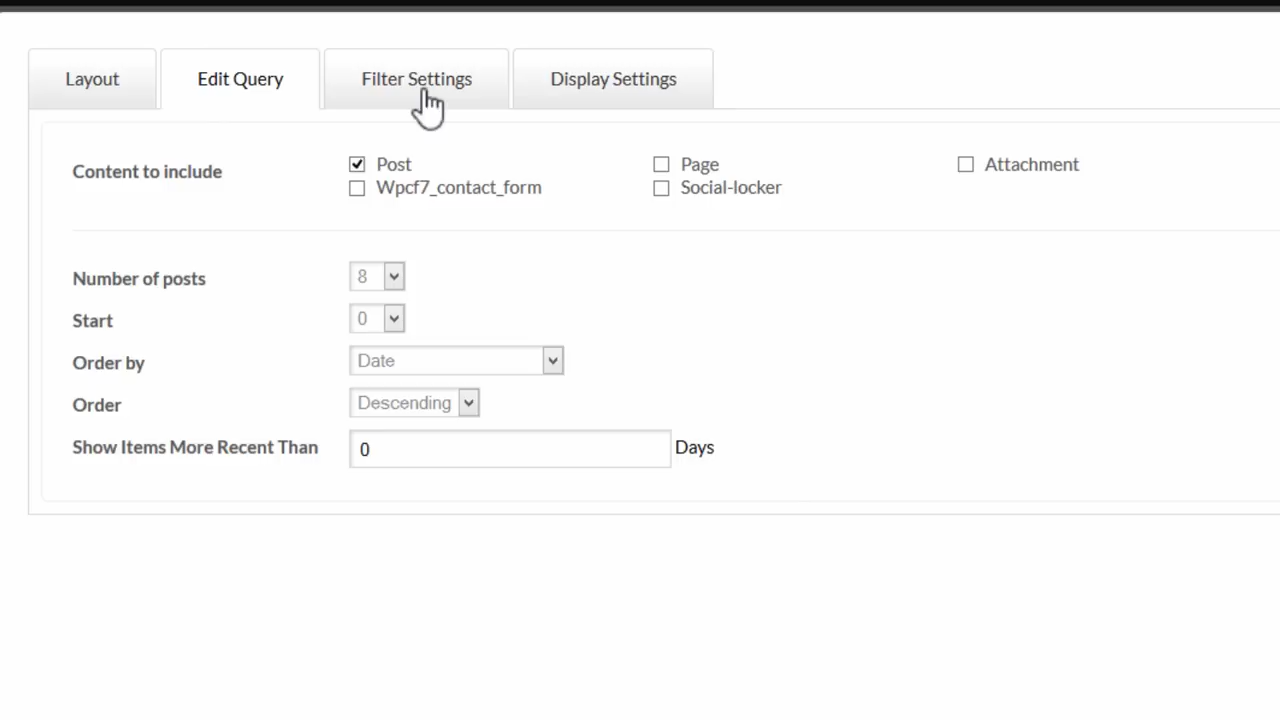 Layout Edit Query Filter Settings Display Settings
Content to include Post Page Attachment
Wpcf7_contact_form Social-locker
Number of posts 8
Start 0
Order by Date
Order Descending
Show Items More Recent Than 0 Days